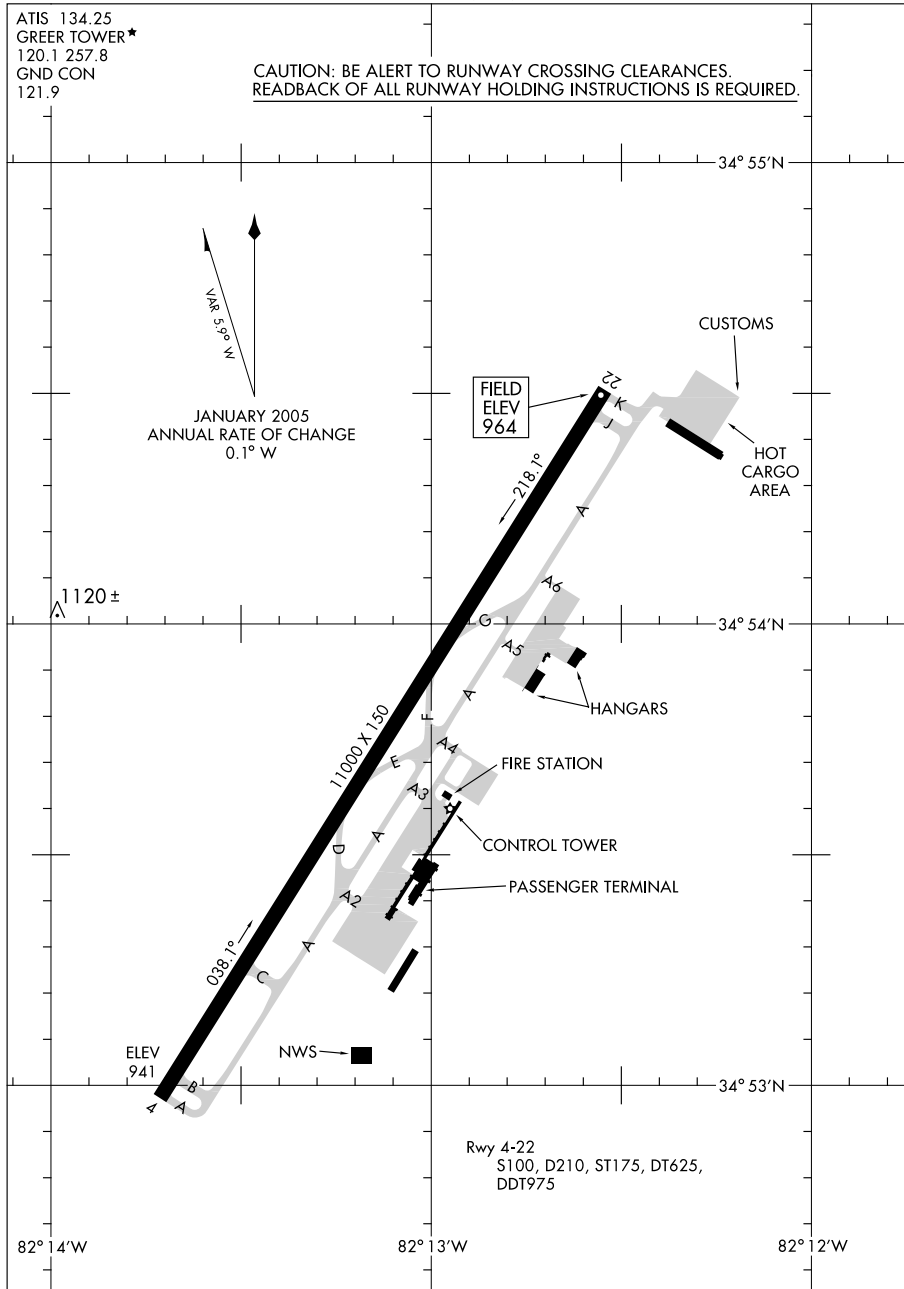 ATIS 134.25
GREER TOWER★
120.1 257.8
GND CON
121.9
CAUTION: BE ALERT TO RUNWAY CROSSING CLEARANCES.
READBACK OF ALL RUNWAY HOLDING INSTRUCTIONS IS REQUIRED.
34° 55'N
VAR 5.9° W
JANUARY 2005
ANNUAL RATE OF CHANGE
0.1° W
CUSTOMS
FIELD
ELEV
964
22
K
J
HOT
CARGO
AREA
218.1°
A
1120 ±
A6
34° 54'N
G
A5
A
HANGARS
F
11000 X 150
A4
E
FIRE STATION
A3
A
D
CONTROL TOWER
PASSENGER TERMINAL
A2
A
038.1°
C
ELEV
941
NWS
34° 53'N
B
4
A
Rwy 4-22
S100, D210, ST175, DT625,
DDT975
82° 14'W
82° 13'W
82° 12'W